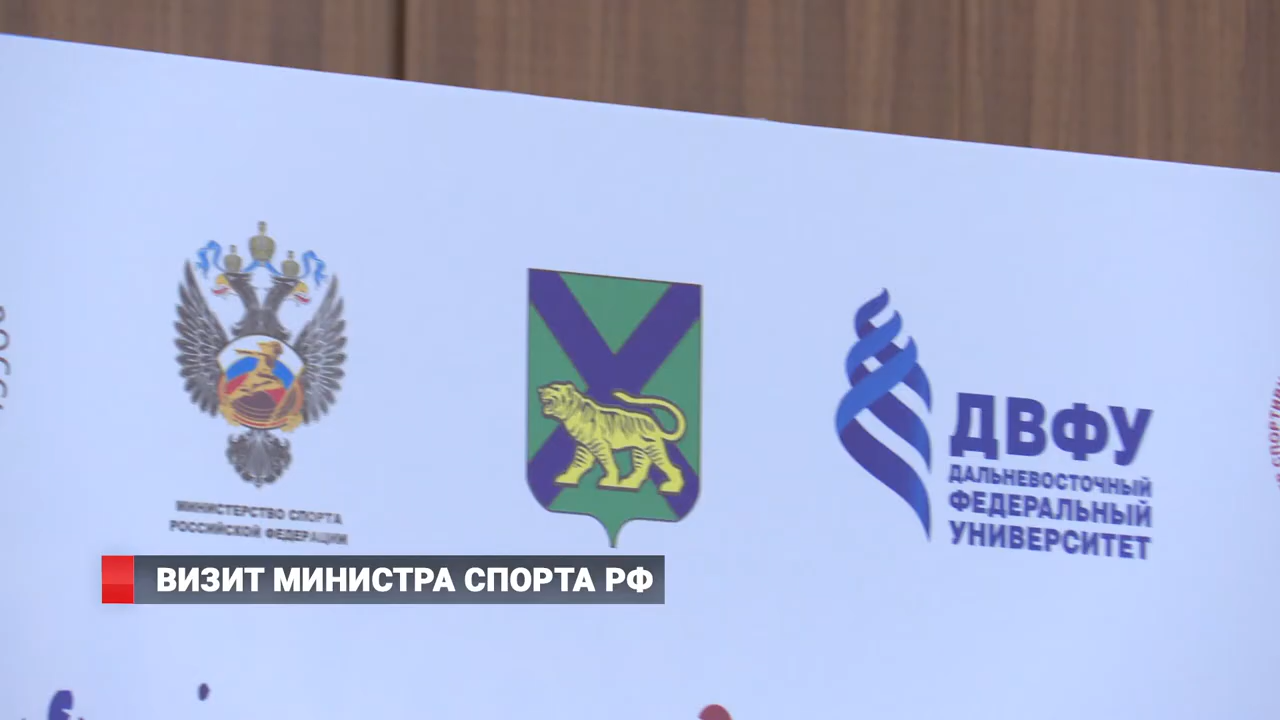 МИНИСТЕРСТВО СПОРТА
РОССИЙСКОЙ ФЕДЕРАЦИИ
ДВФУ
ДАЛЬНЕВОСТОЧНЫЙ
ФЕДЕРАЛЬНЫЙ
УНИВЕРСИТЕТ
ВИЗИТ МИНИСТРА СПОРТА РФ